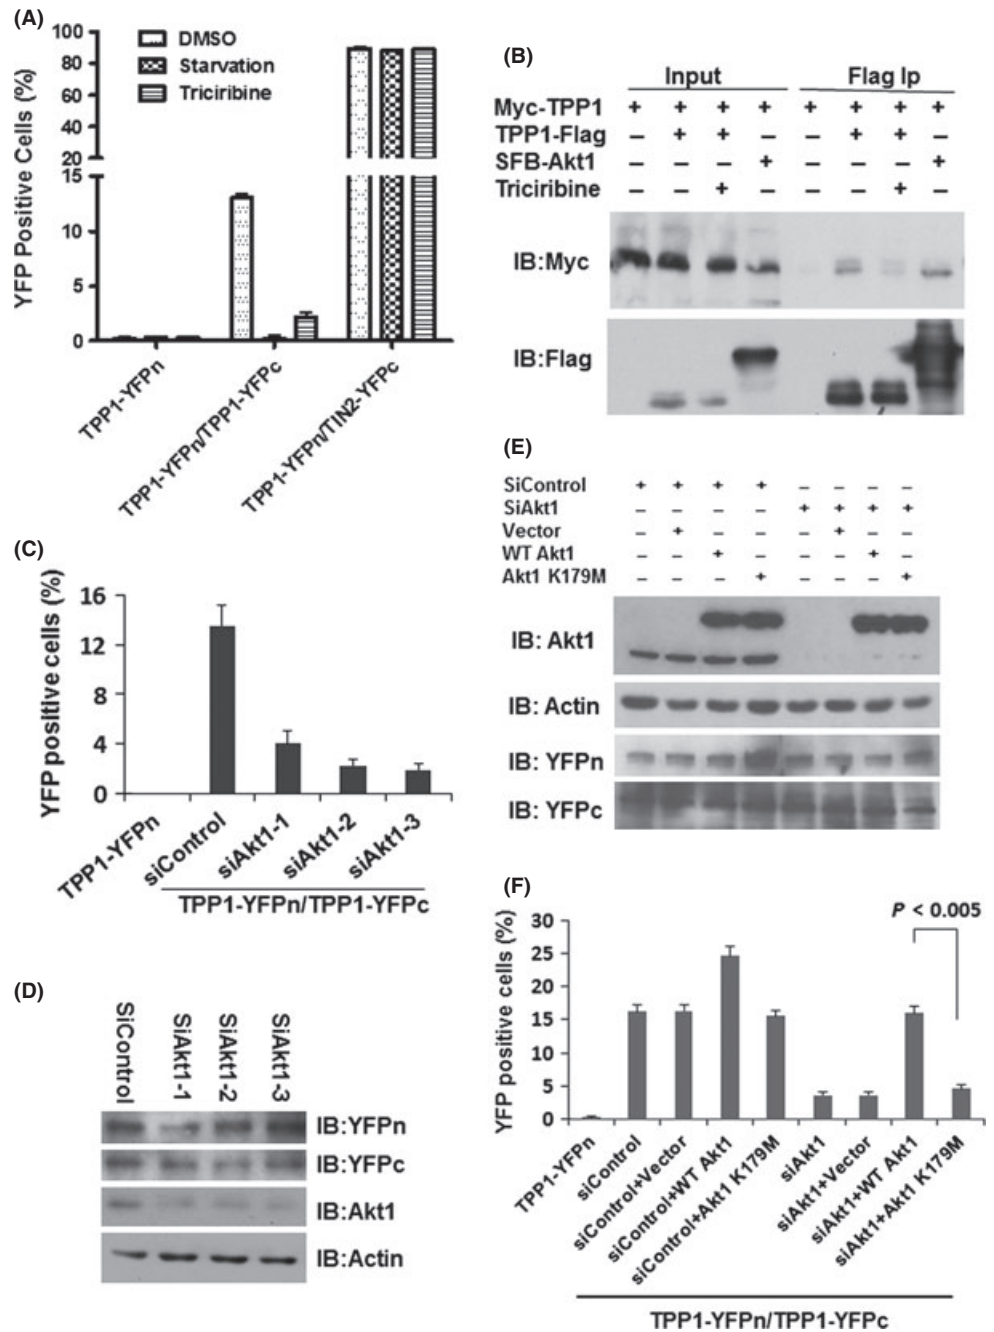 (A)
100
80
60
40
20
15
10
5
0
YFP Positive Cells (%)
DMSO
Starvation
Triciribine
TPP1-YFPn
TPP1-YFPn/TPP1-YFPc
TPP1-YFPn/TIN2-YFPc
(B)
Input Flag Ip
Myc-TPP1 + + + + + + + +
TPP1-Flag – + + – – + + –
SFB-Akt1 – – – + – – – +
Triciribine – – + – – – + –
IB:Myc
IB:Flag
(C)
16
12
8
4
0
YFP positive cells (%)
TPP1-YFPn
siControl
siAkt1-1
siAkt1-2
siAkt1-3
TPP1-YFPn/TPP1-YFPc
(D)
SiControl
SiAkt1-1
SiAkt1-2
SiAkt1-3
IB:YFPn
IB:YFPc
IB:Akt1
IB:Actin
(E)
SiControl + + + + – – – –
SiAkt1 – – – – + + + +
Vector – + – – – + – –
WT Akt1 – – + – – – + –
Akt1 K179M – – – + – – – +
IB: Akt1
IB: Actin
IB: YFPn
IB: YFPc
(F)
30
25
20
15
10
5
0
YFP positive cells (%)
P < 0.005
TPP1-YFPn
siControl
siControl+Vector
siControl+WT Akt1
siControl+Akt1 K179M
siAkt1
siAkt1+Vector
siAkt1+WT Akt1
siAkt1+Akt1 K179M
TPP1-YFPn/TPP1-YFPc